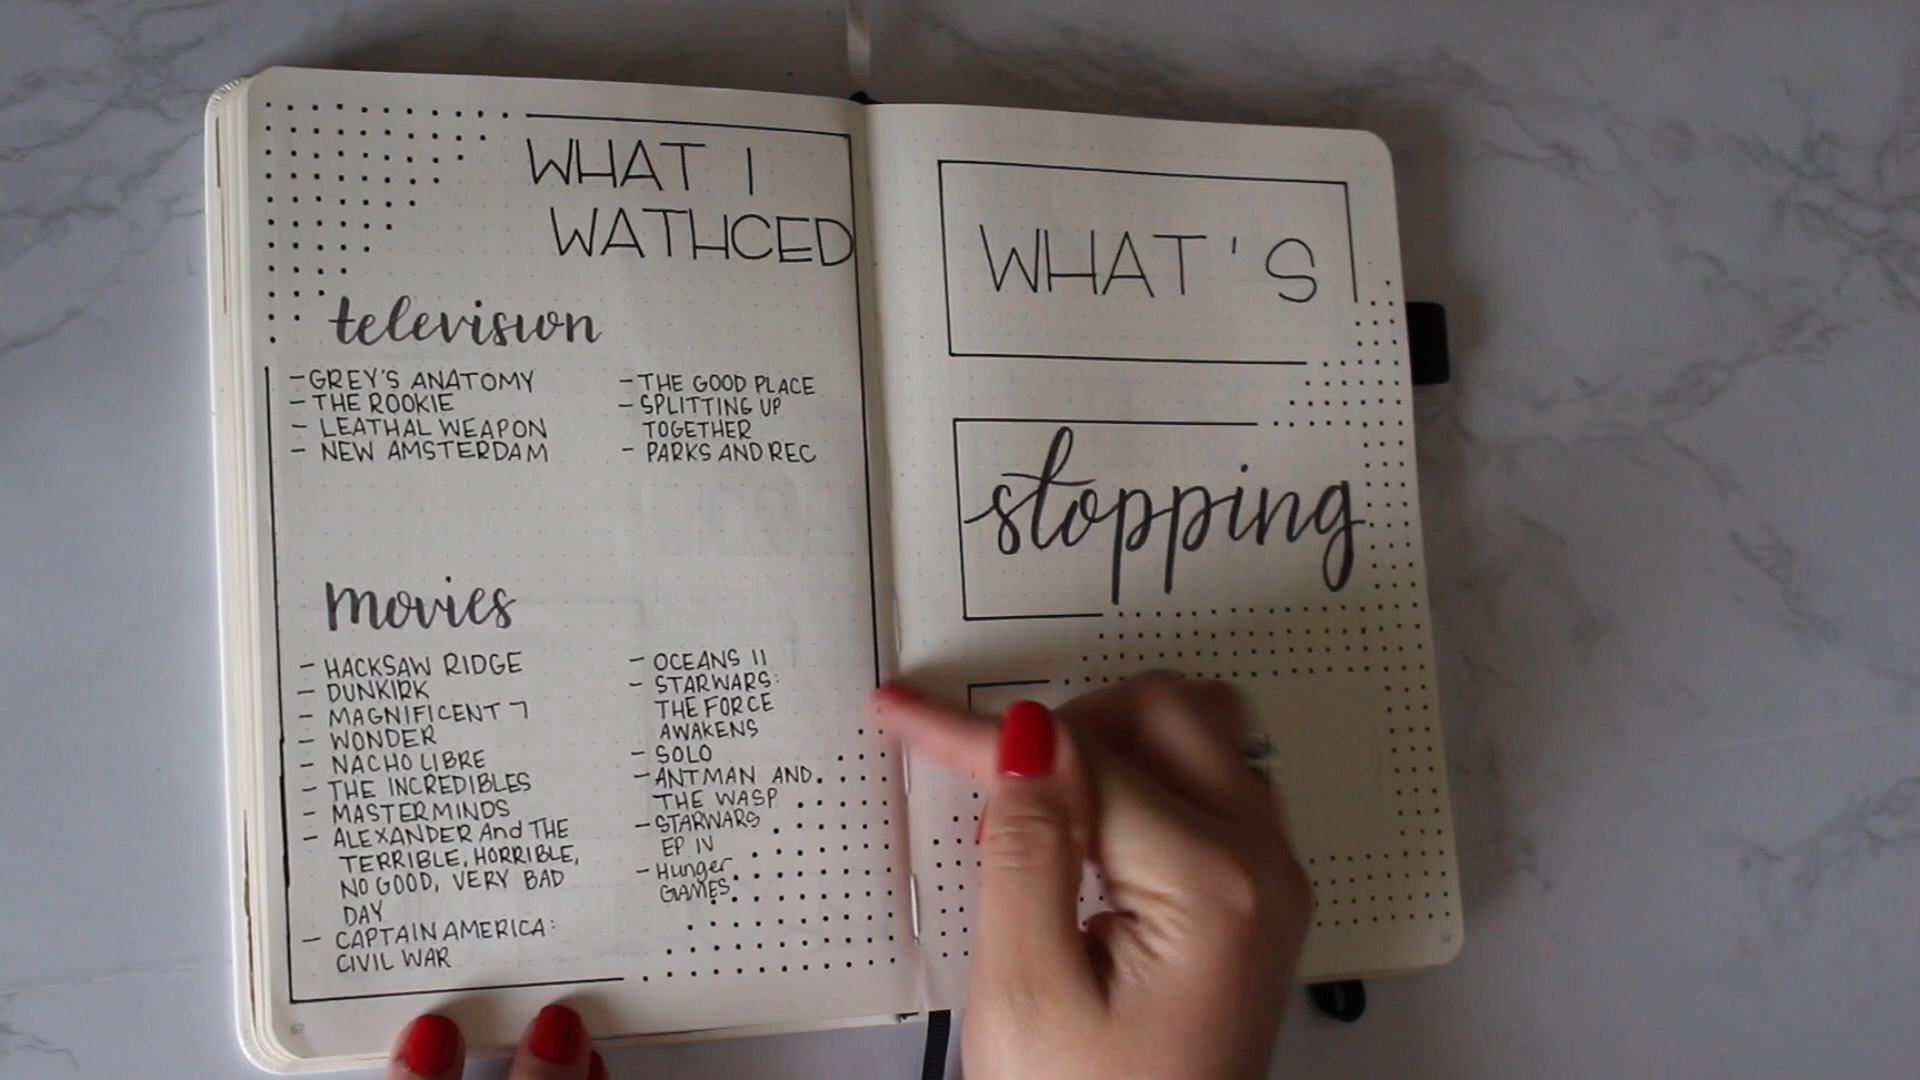 WHAT I
WATHCED
television
- GREY'S ANATOMY
- THE ROOKIE
- LEATHAL WEAPON
- NEW AMSTERDAM
- THE GOOD PLACE
- SPLITTING UP
TOGETHER
- PARKS AND REC
movies
- HACKSAW RIDGE
- DUNKIRK
- MAGNIFICENT 7
- WONDER
- NACHO LIBRE
- THE INCREDIBLES
- MASTERMINDS
- ALEXANDER And THE
TERRIBLE, HORRIBLE,
NO GOOD, VERY BAD
DAY
- CAPTAIN AMERICA:
CIVIL WAR
- OCEANS 11
- STARWARS:
THE FORCE
AWAKENS
- SOLO
- ANTMAN AND
THE WASP
- STARWARS
EP IV
- Hunger
GAMES
67
WHAT'S
stopping